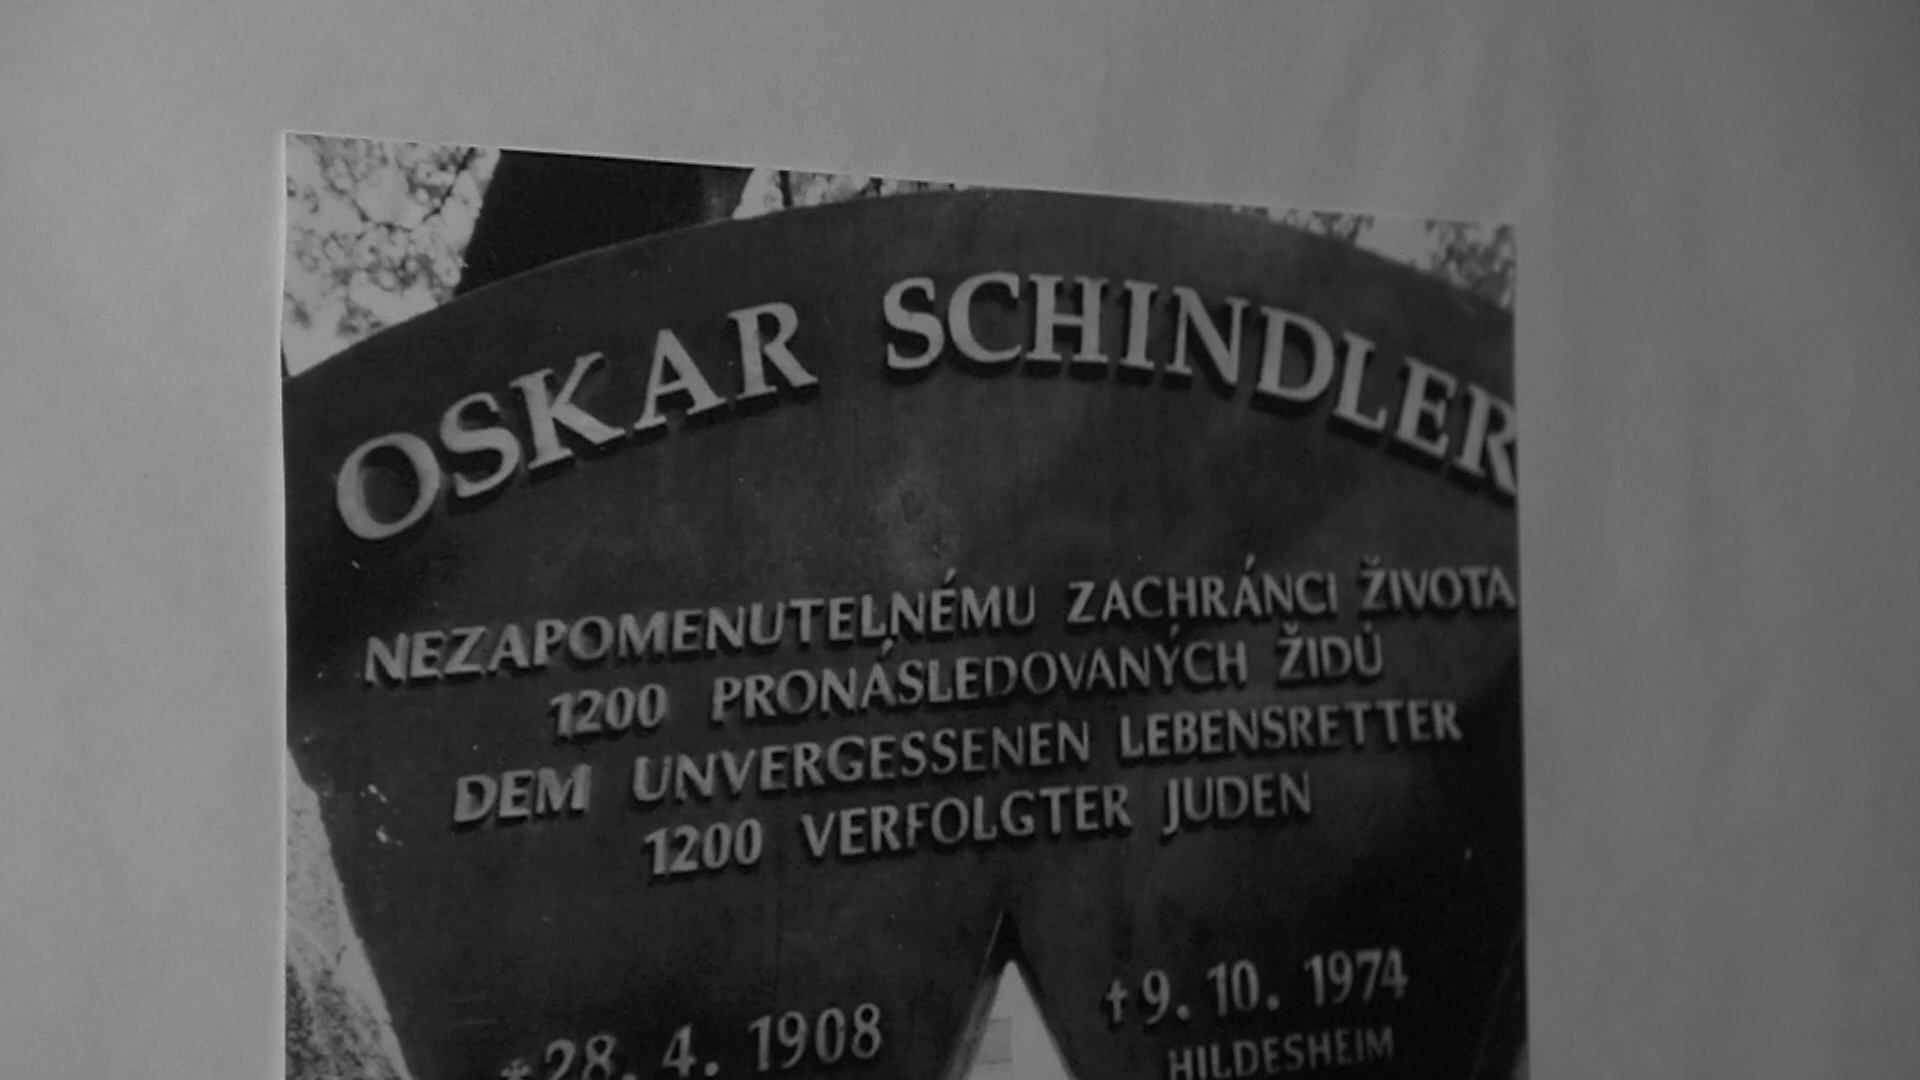 OSKAR SCHINDLER
NEZAPOMENUTELNÉMU ZACHRÁNCI ŽIVOTA
1200 PRONÁSLEDOVANÝCH ŽIDŮ
DEM UNVERGESSENEN LEBENSRETTER
1200 VERFOLGTER JUDEN
*28. 4. 1908
†9. 10. 1974
HILDESHEIM